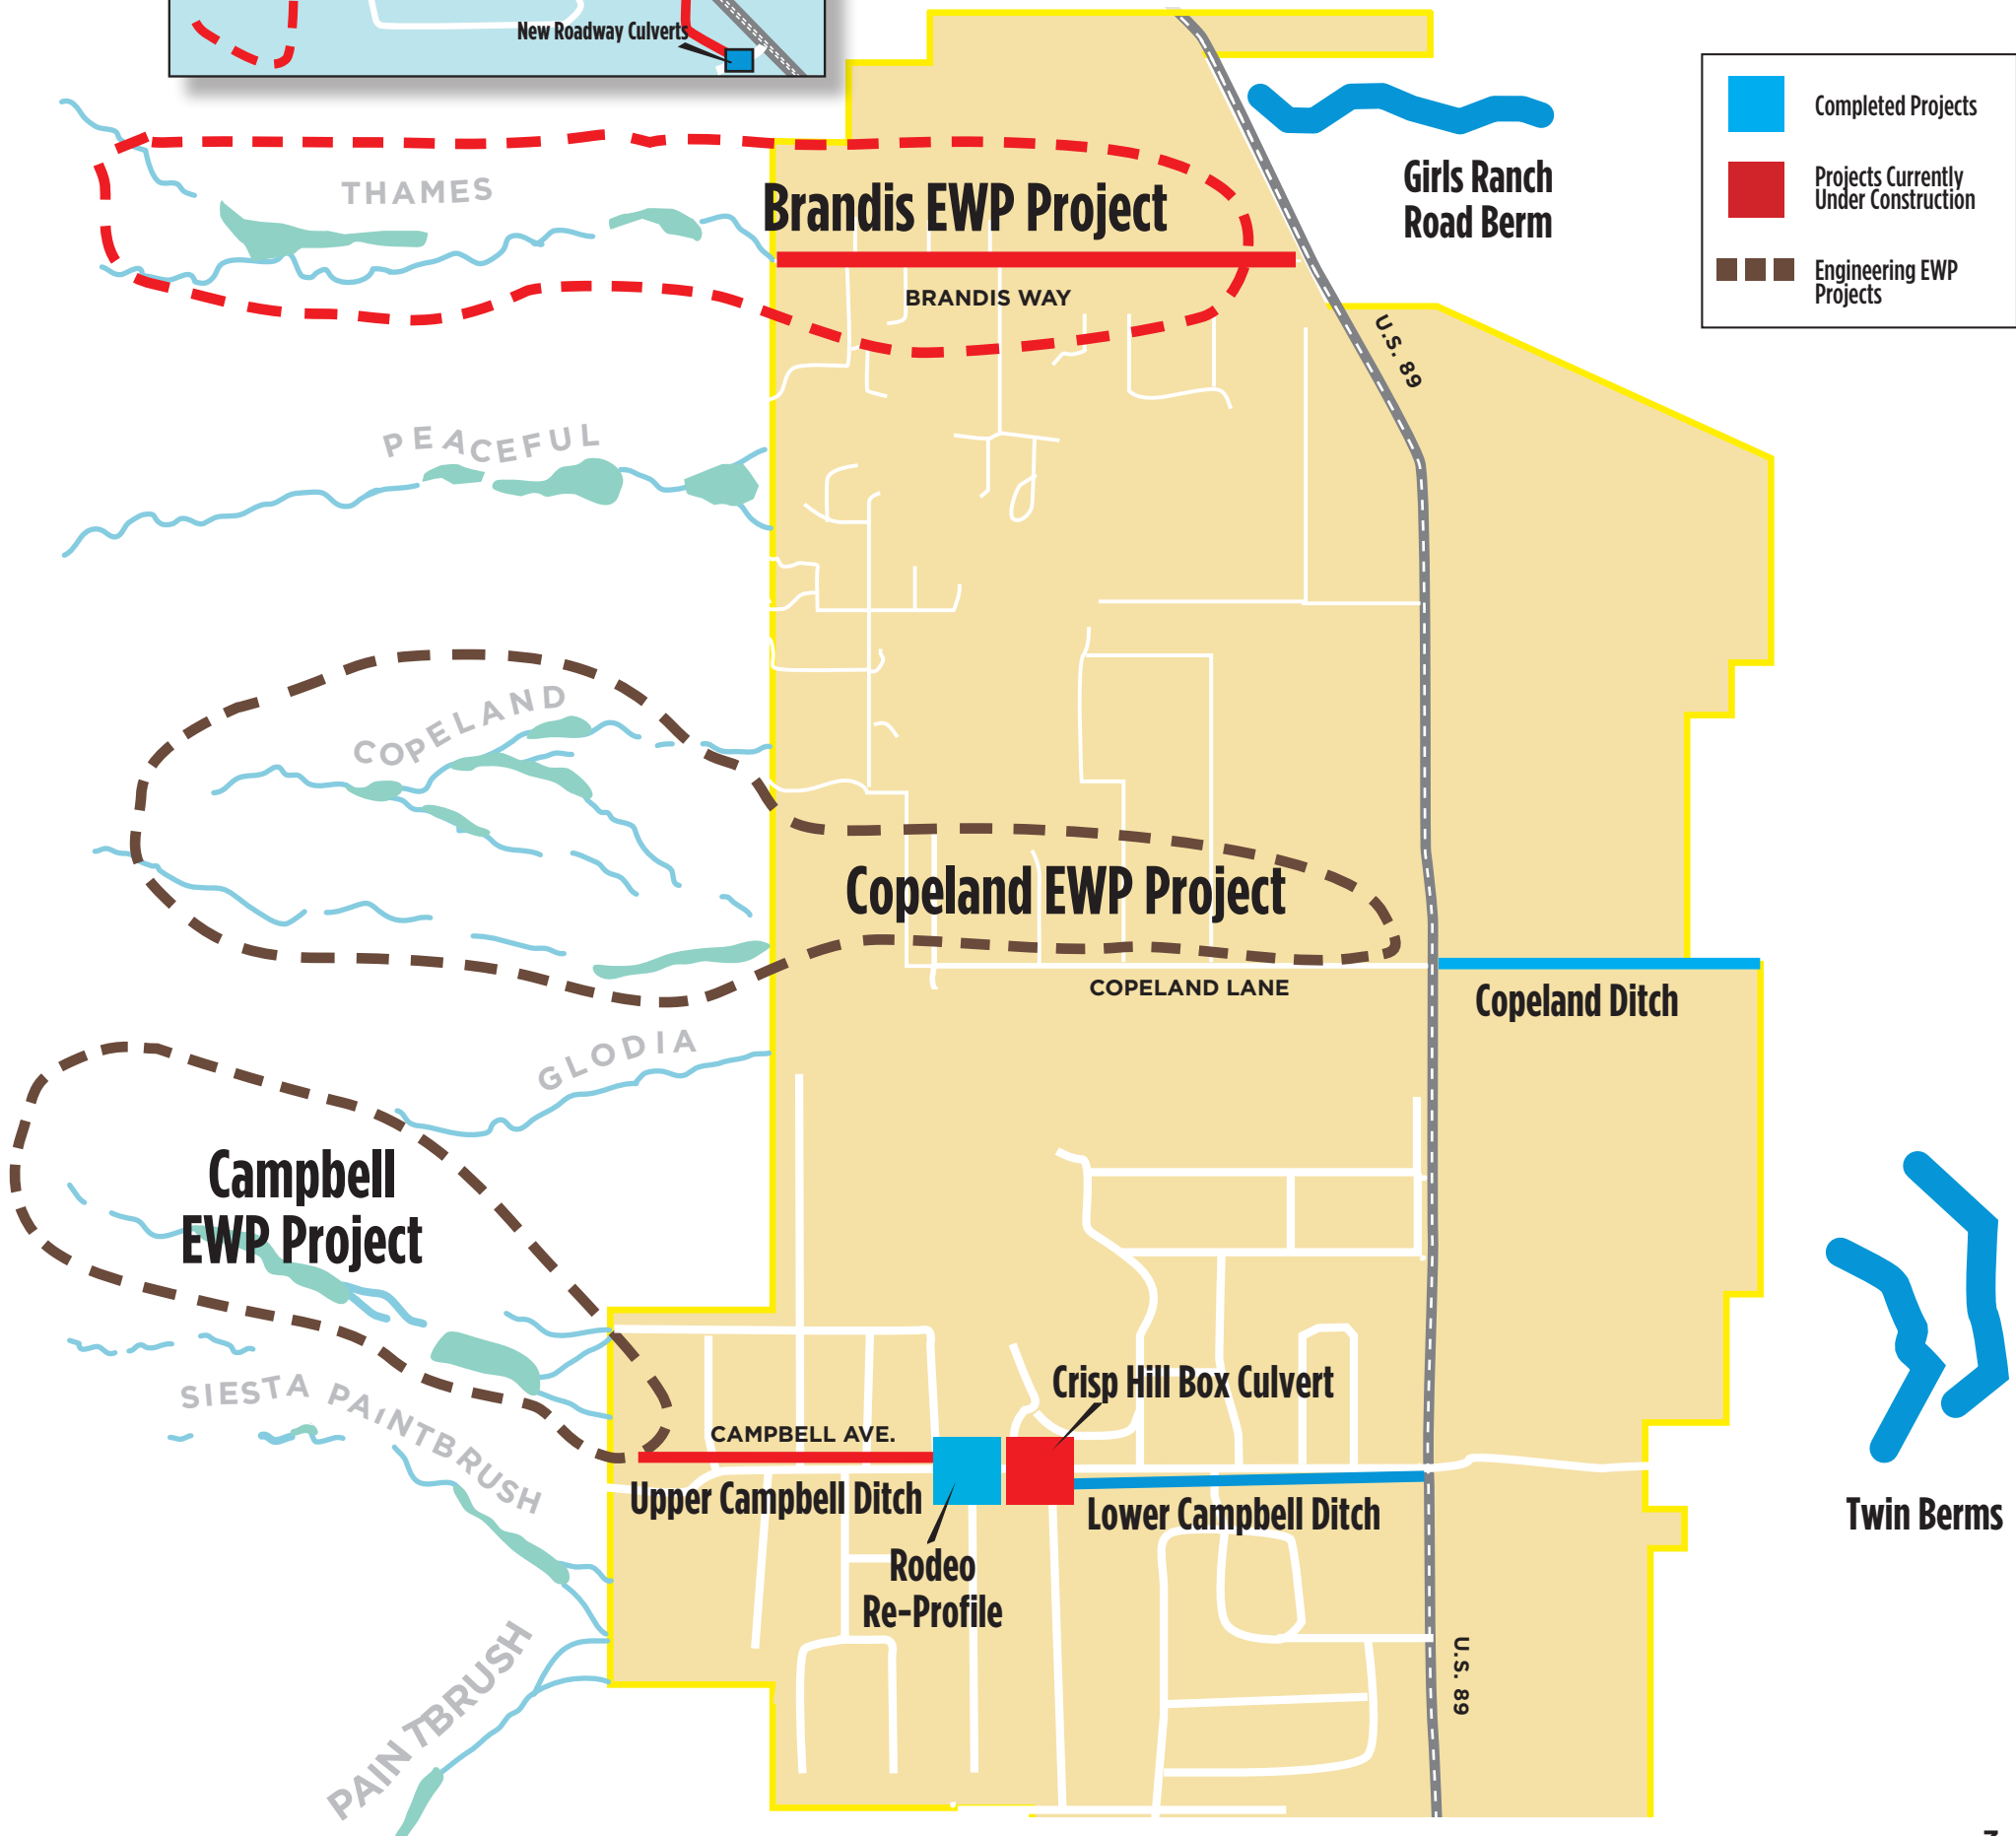 New Roadway Culverts
Completed Projects
Projects Currently
Under Construction
Engineering EWP
Projects
Girls Ranch
Road Berm
THAMES
Brandis EWP Project
BRANDIS WAY
U.S. 89
PEACEFUL
COPELAND
Copeland EWP Project
COPELAND LANE
Copeland Ditch
GLODIA
Campbell
EWP Project
SIESTA PAINTBRUSH
Crisp Hill Box Culvert
CAMPBELL AVE.
Upper Campbell Ditch
Lower Campbell Ditch
Twin Berms
Rodeo
Re-Profile
PAINTBRUSH
U.S. 89